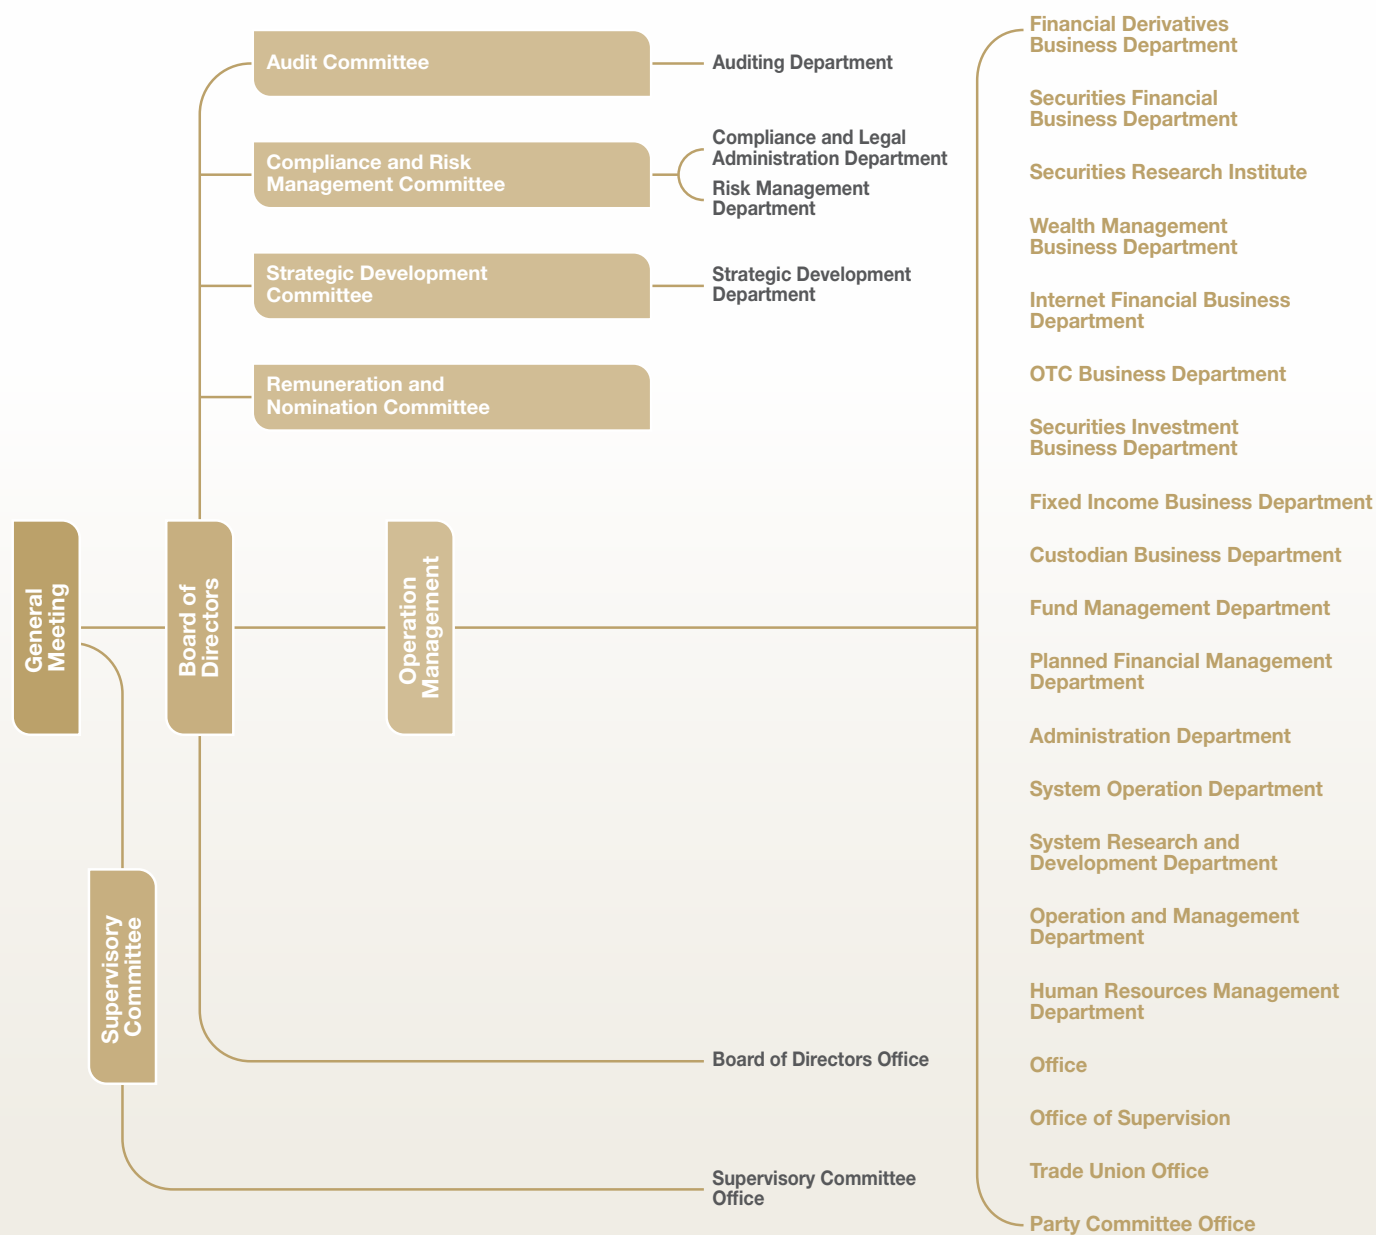 Audit Committee
Auditing Department
Compliance and Risk
Management Committee
Compliance and Legal
Administration Department
Risk Management
Department
Strategic Development
Committee
Strategic Development
Department
Remuneration and
Nomination Committee
General
Meeting
Board of
Directors
Operation
Management
Supervisory
Committee
Board of Directors Office
Supervisory Committee
Office
Financial Derivatives
Business Department
Securities Financial
Business Department
Securities Research Institute
Wealth Management
Business Department
Internet Financial Business
Department
OTC Business Department
Securities Investment
Business Department
Fixed Income Business Department
Custodian Business Department
Fund Management Department
Planned Financial Management
Department
Administration Department
System Operation Department
System Research and
Development Department
Operation and Management
Department
Human Resources Management
Department
Office
Office of Supervision
Trade Union Office
Party Committee Office